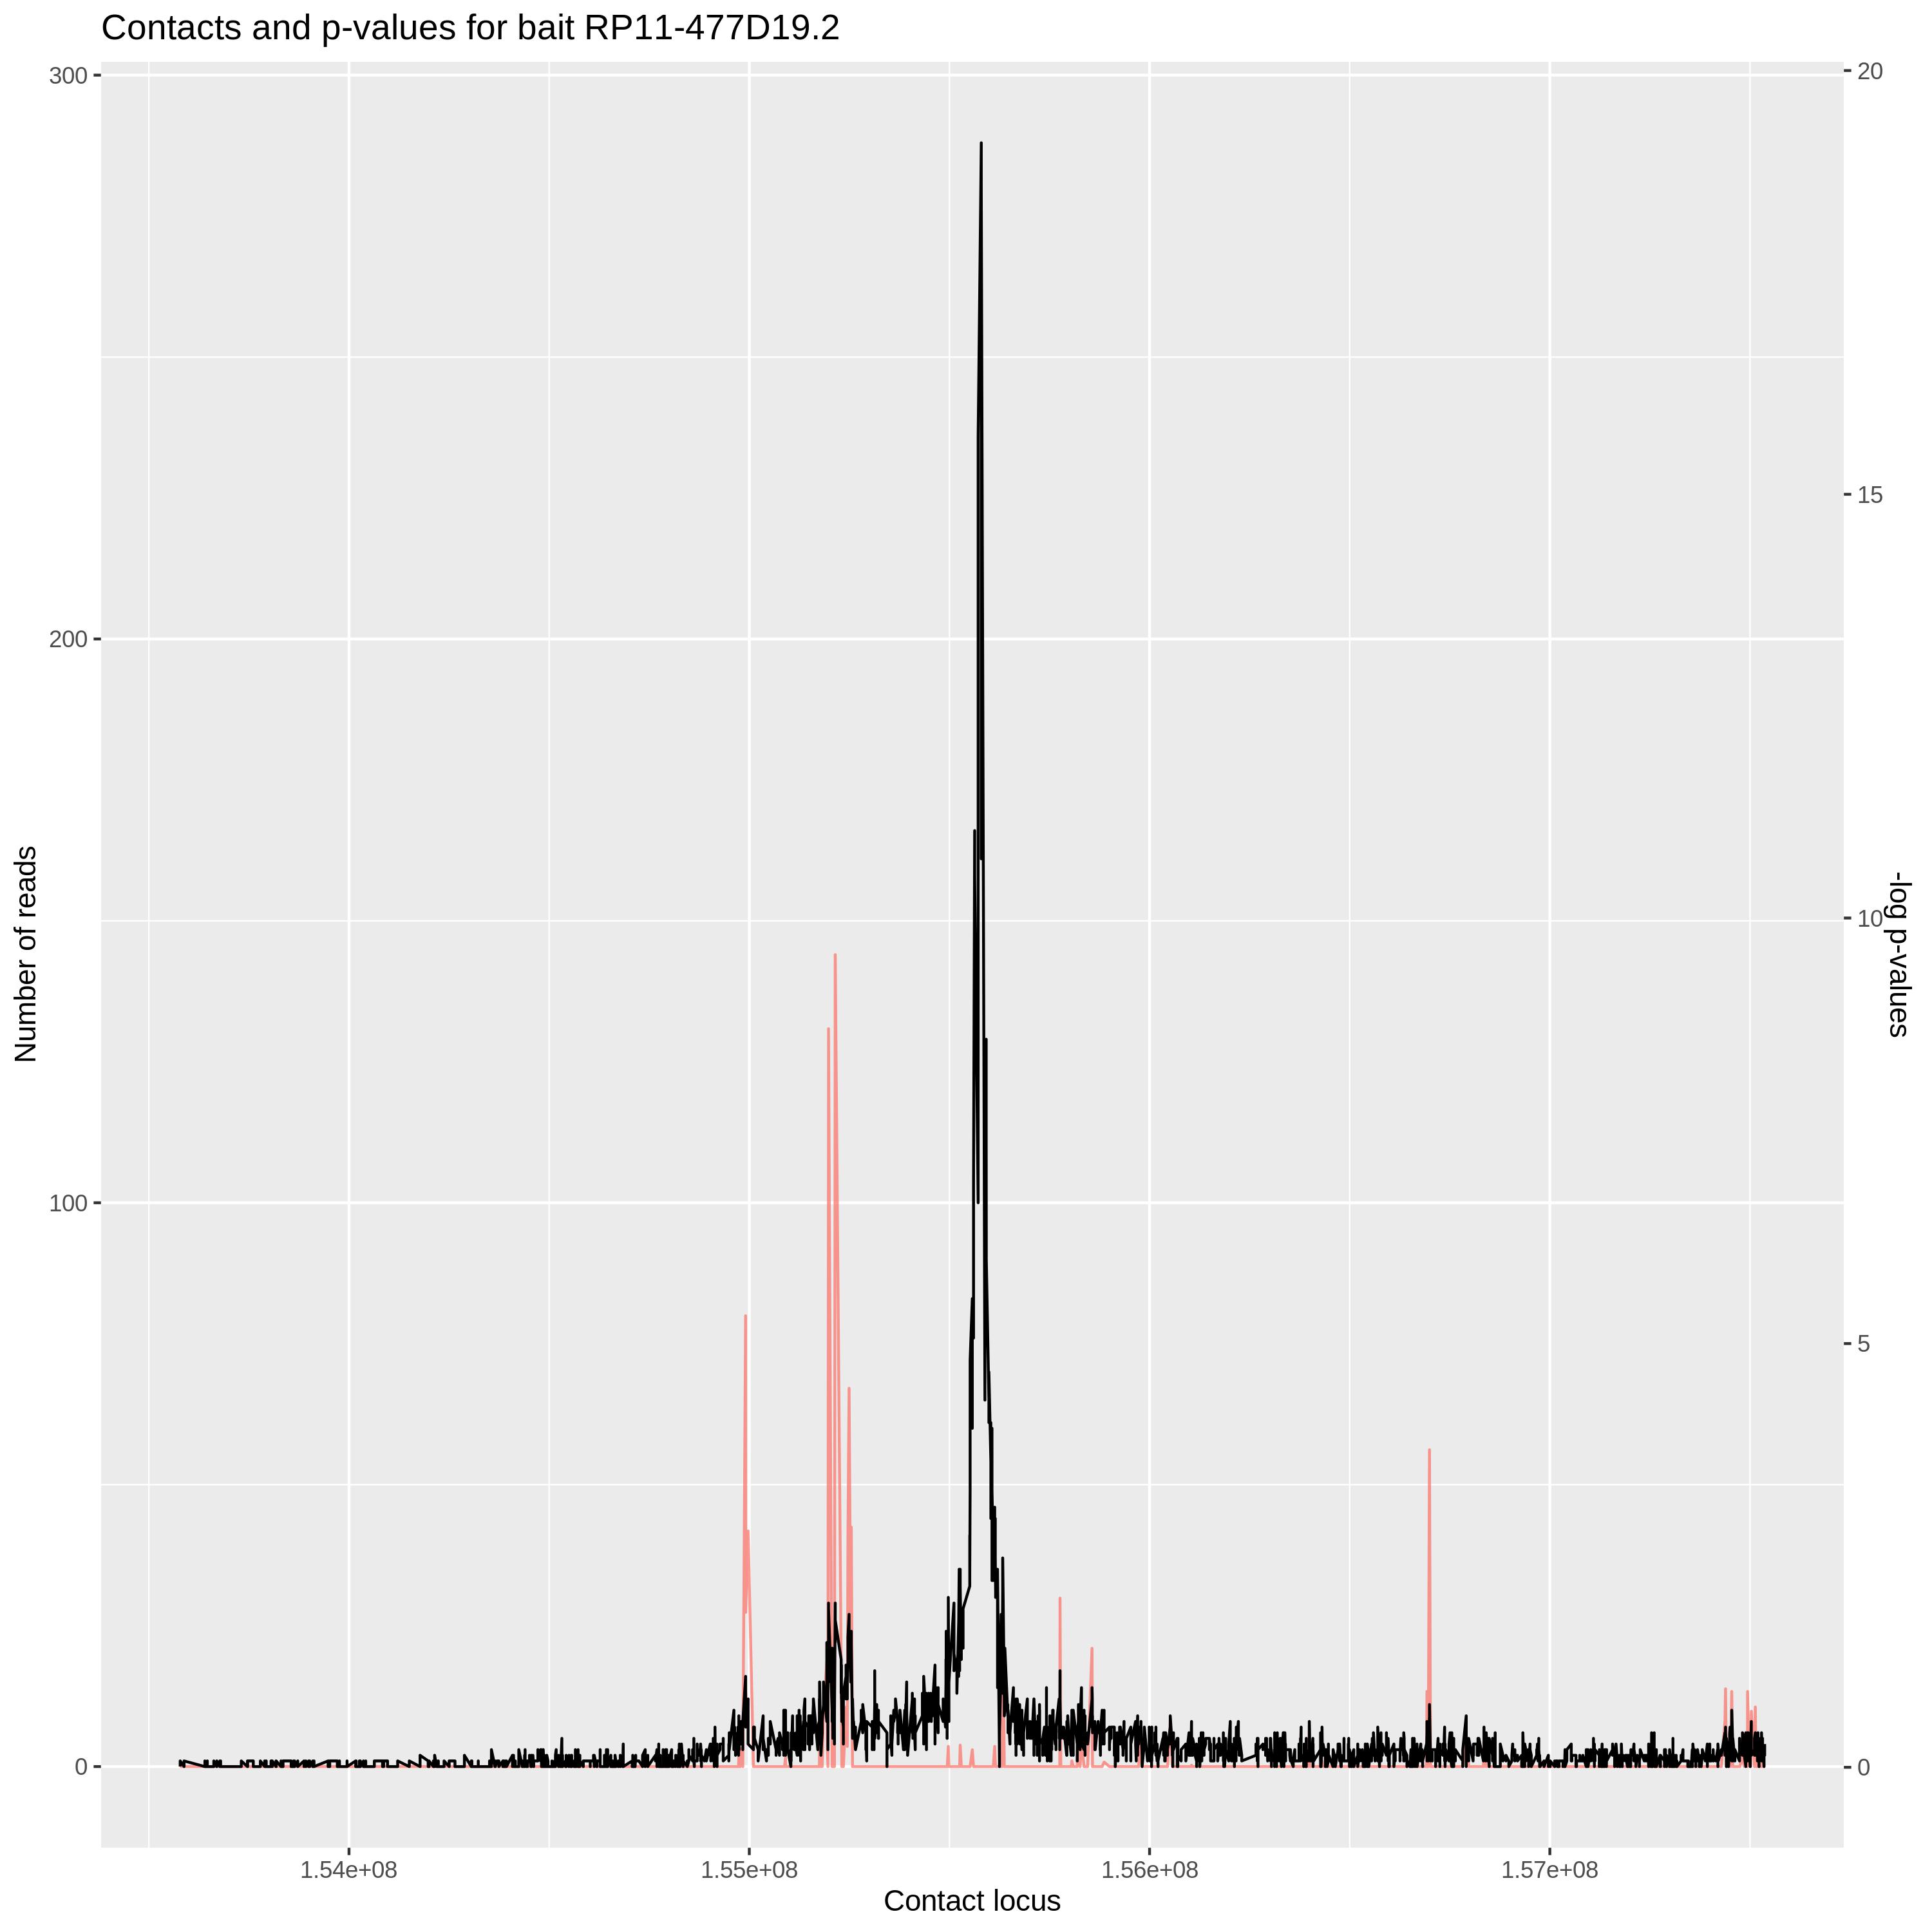 Contacts and p-values for bait RP11-477D19.2
300
200
100
0
Number of reads
20
15
10
5
0
-log p-values
1.54e+08
1.55e+08
1.56e+08
1.57e+08
Contact locus